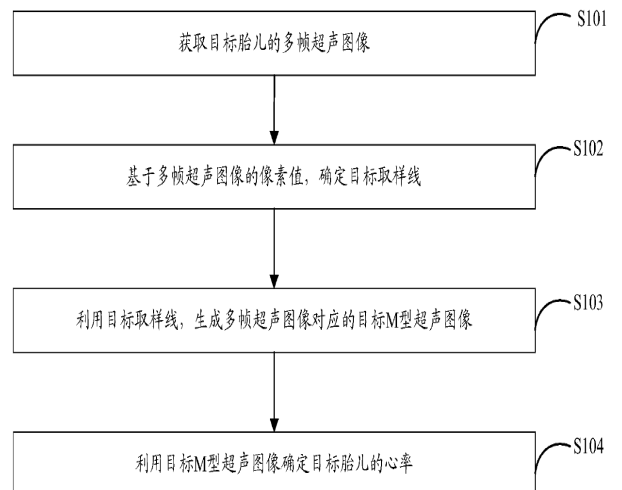 获取目标胎儿的多帧超声图像
S101
基于多帧超声图像的像素值，确定目标取样线
S102
利用目标取样线，生成多帧超声图像对应的目标M型超声图像
S103
利用目标M型超声图像确定目标胎儿的心率
S104